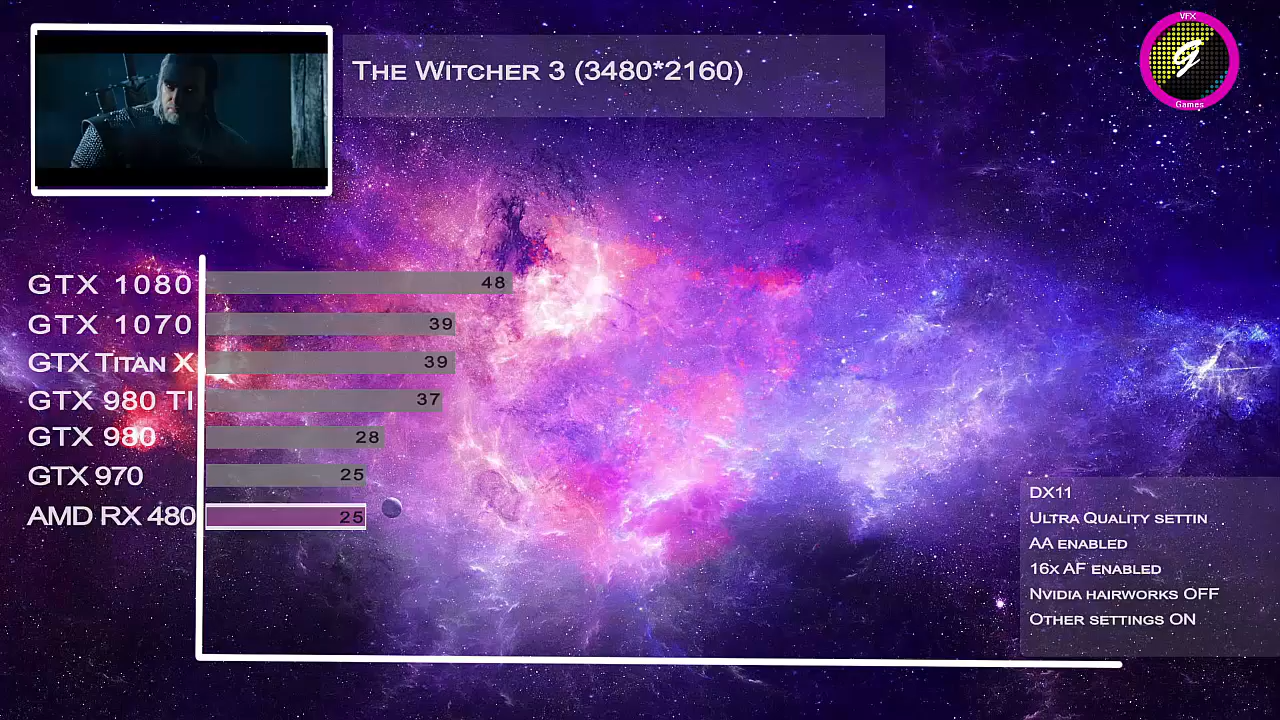 The Witcher 3 (3480*2160)
VFX
g
Games
GTX 1080 48
GTX 1070 39
GTX Titan X 39
GTX 980 TI 37
GTX 980 28
GTX 970 25
AMD RX 480 25
DX11
Ultra Quality settin
AA enabled
16x AF enabled
Nvidia hairworks OFF
Other settings ON